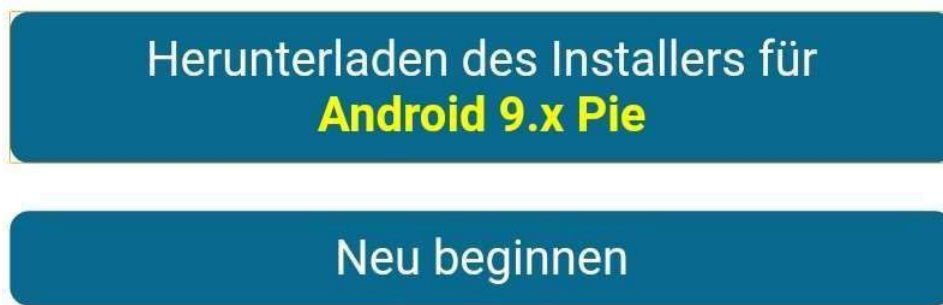 Herunterladen des Installers für
Android 9.x Pie
Neu beginnen